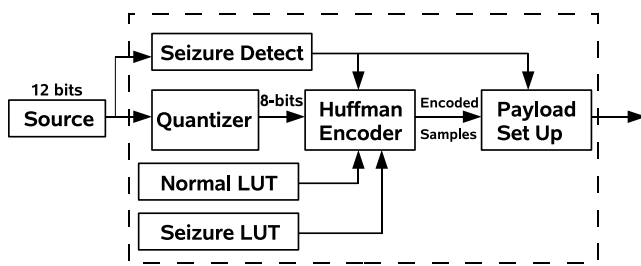 Seizure Detect
12 bits
Source
Quantizer
8-bits
Huffman
Encoder
Encoded
Samples
Payload
Set Up
Normal LUT
Seizure LUT